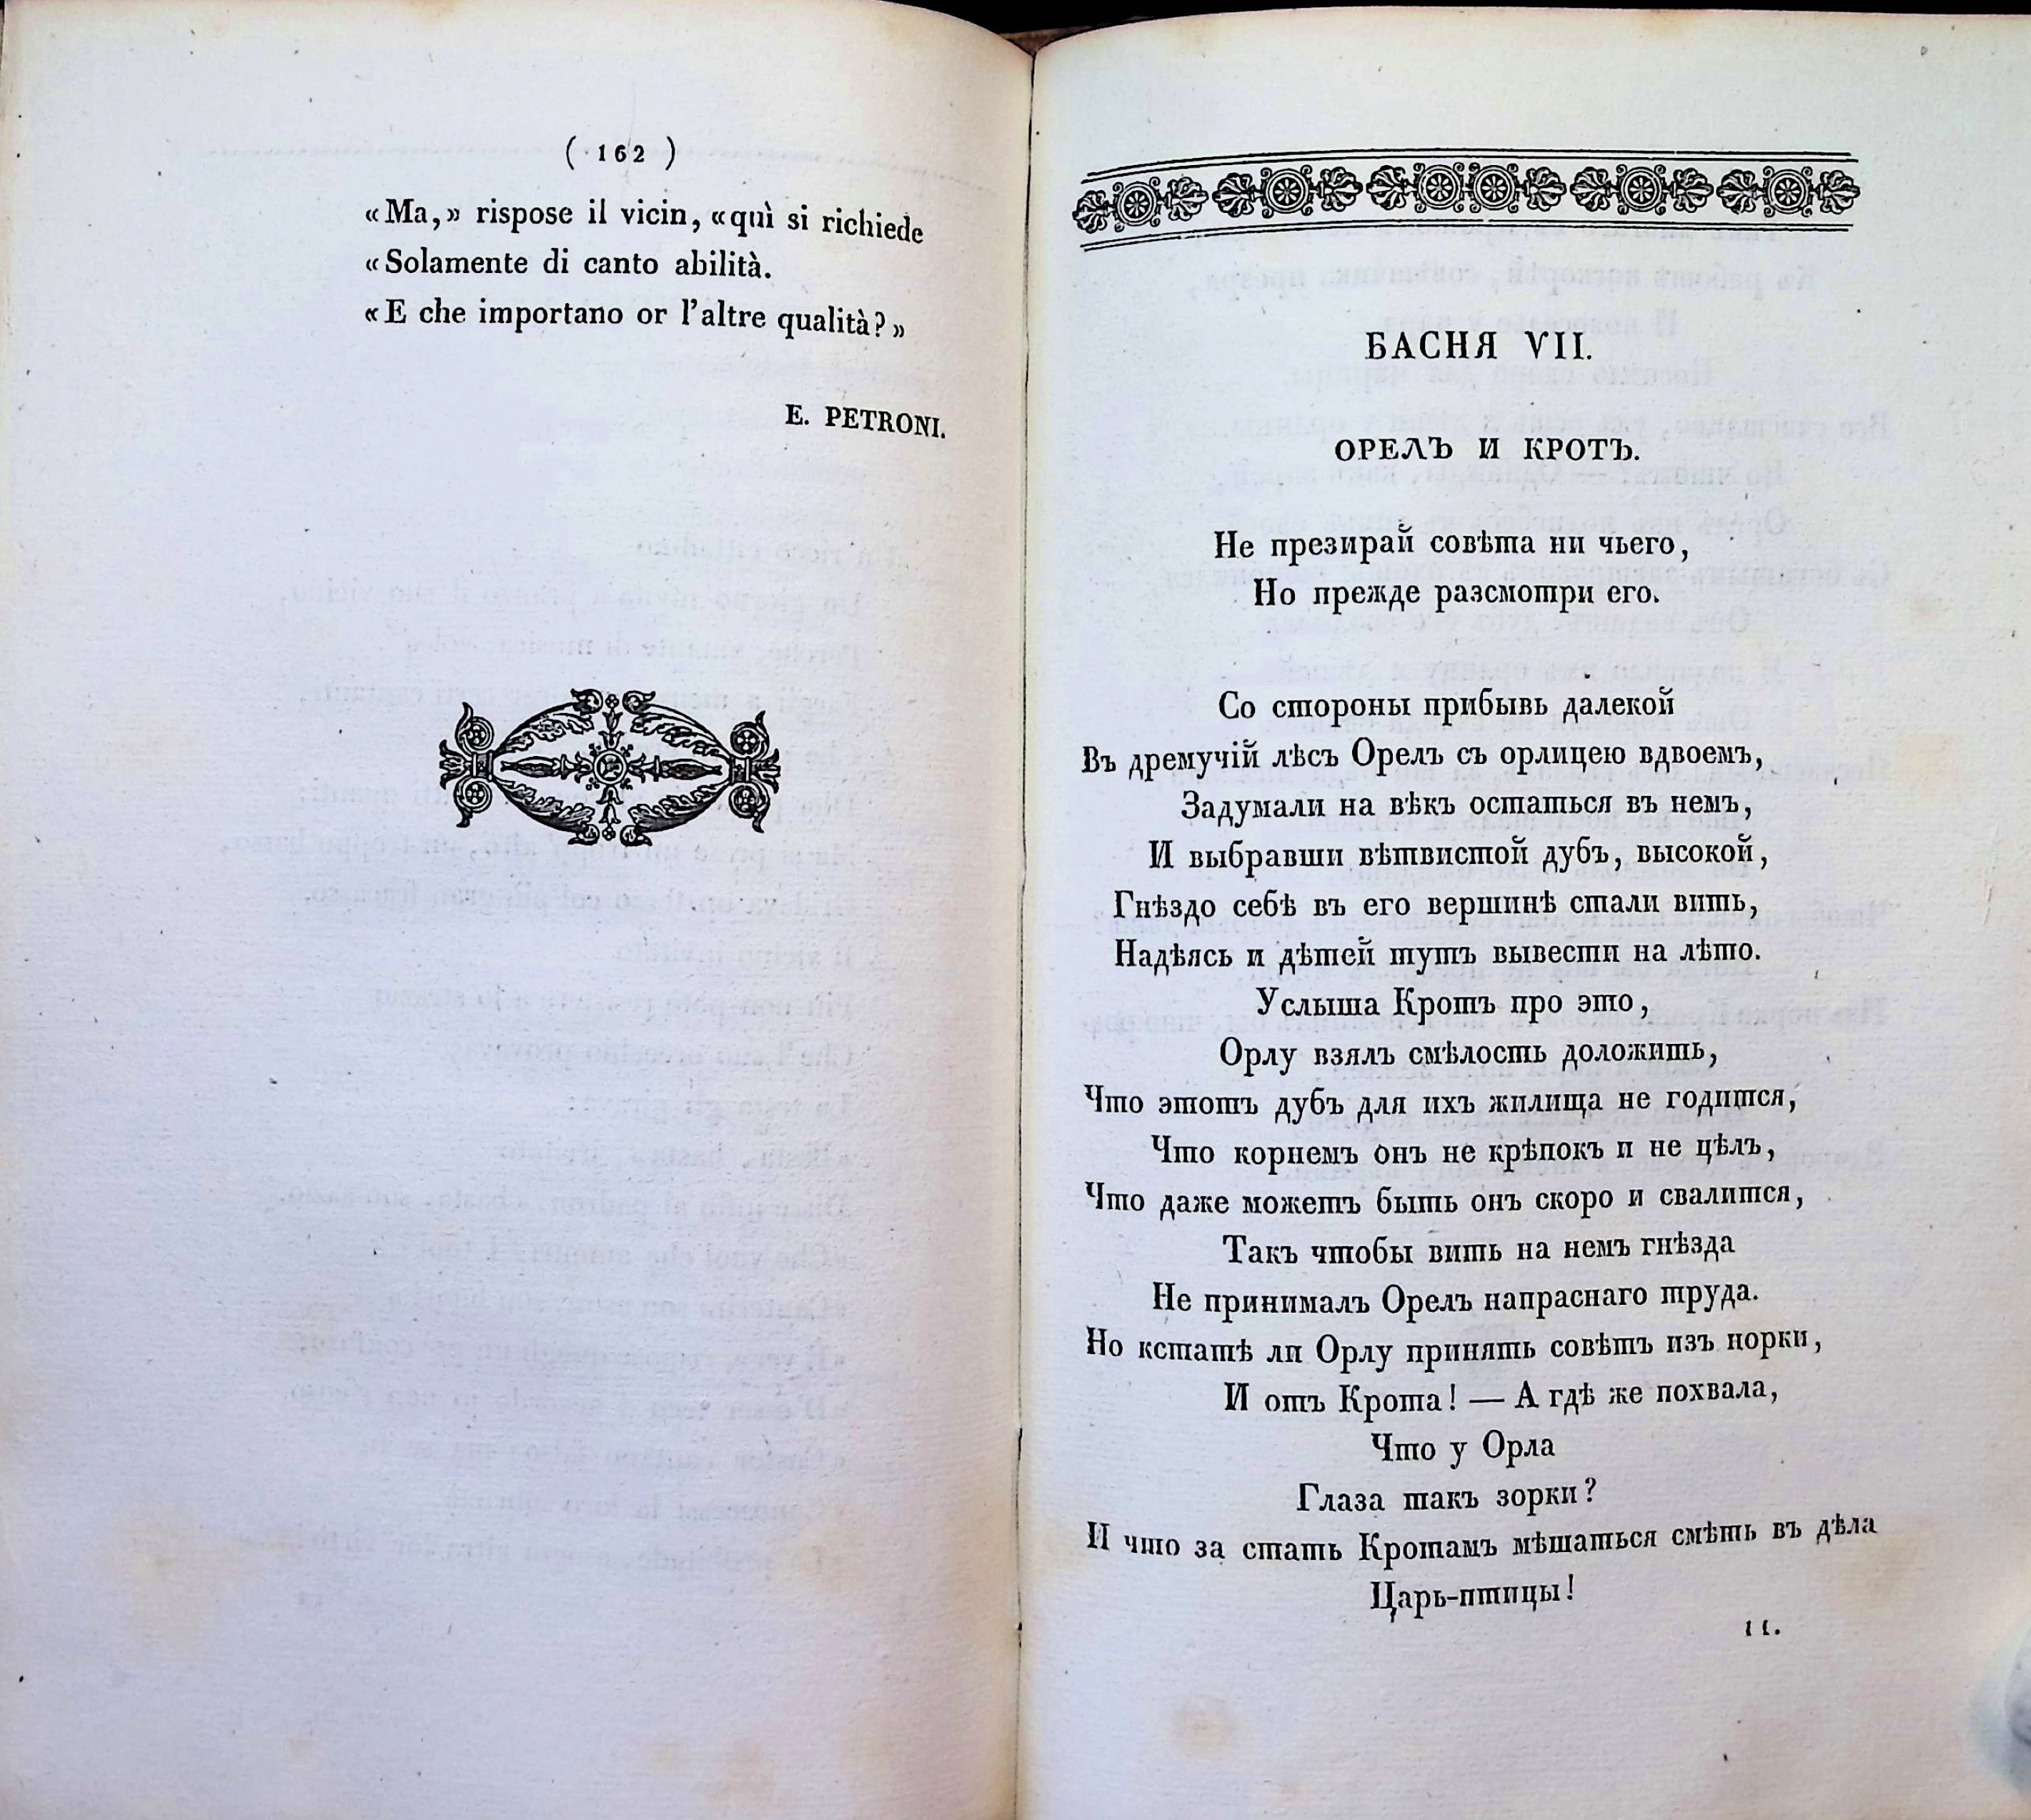 ( 162 )
«Ma,» rispose il vicin, «quì si richiede
«Solamente di canto abilità.
«E che importano or l'altre qualità?»
E. PETRONI.
БАСНЯ VII.
ОРЕЛЪ И КРОТЪ.
Не презирай совѣта ни чьего,
Но прежде разсмотри его.
Со стороны прибывь далекой
Въ дремучій лѣсъ Орелъ съ орлицею вдвоемъ,
Задумали на вѣкъ остаться въ немъ,
И выбравши вѣтвистой дубъ, высокой,
Гнѣздо себѣ въ его вершинѣ стали вить,
Надѣясь и дѣтей тутъ вывести на лѣто.
Услыша Кротъ про это,
Орлу взялъ смѣлость доложить,
Что этотъ дубъ для ихъ жилища не годится,
Что корнемъ онъ не крѣпокъ и не цѣлъ,
Что даже можетъ быть онъ скоро и свалится,
Такъ чтобы вить на немъ гнѣзда
Не принималъ Орелъ напраснаго труда.
Но кстатѣ ли Орлу принять совѣтъ изъ норки,
И отъ Крота! — А гдѣ же похвала,
Что у Орла
Глаза такъ зорки?
И что за стать Кротамъ мѣшаться смѣть въ дѣла
Царь-птицы!
11.